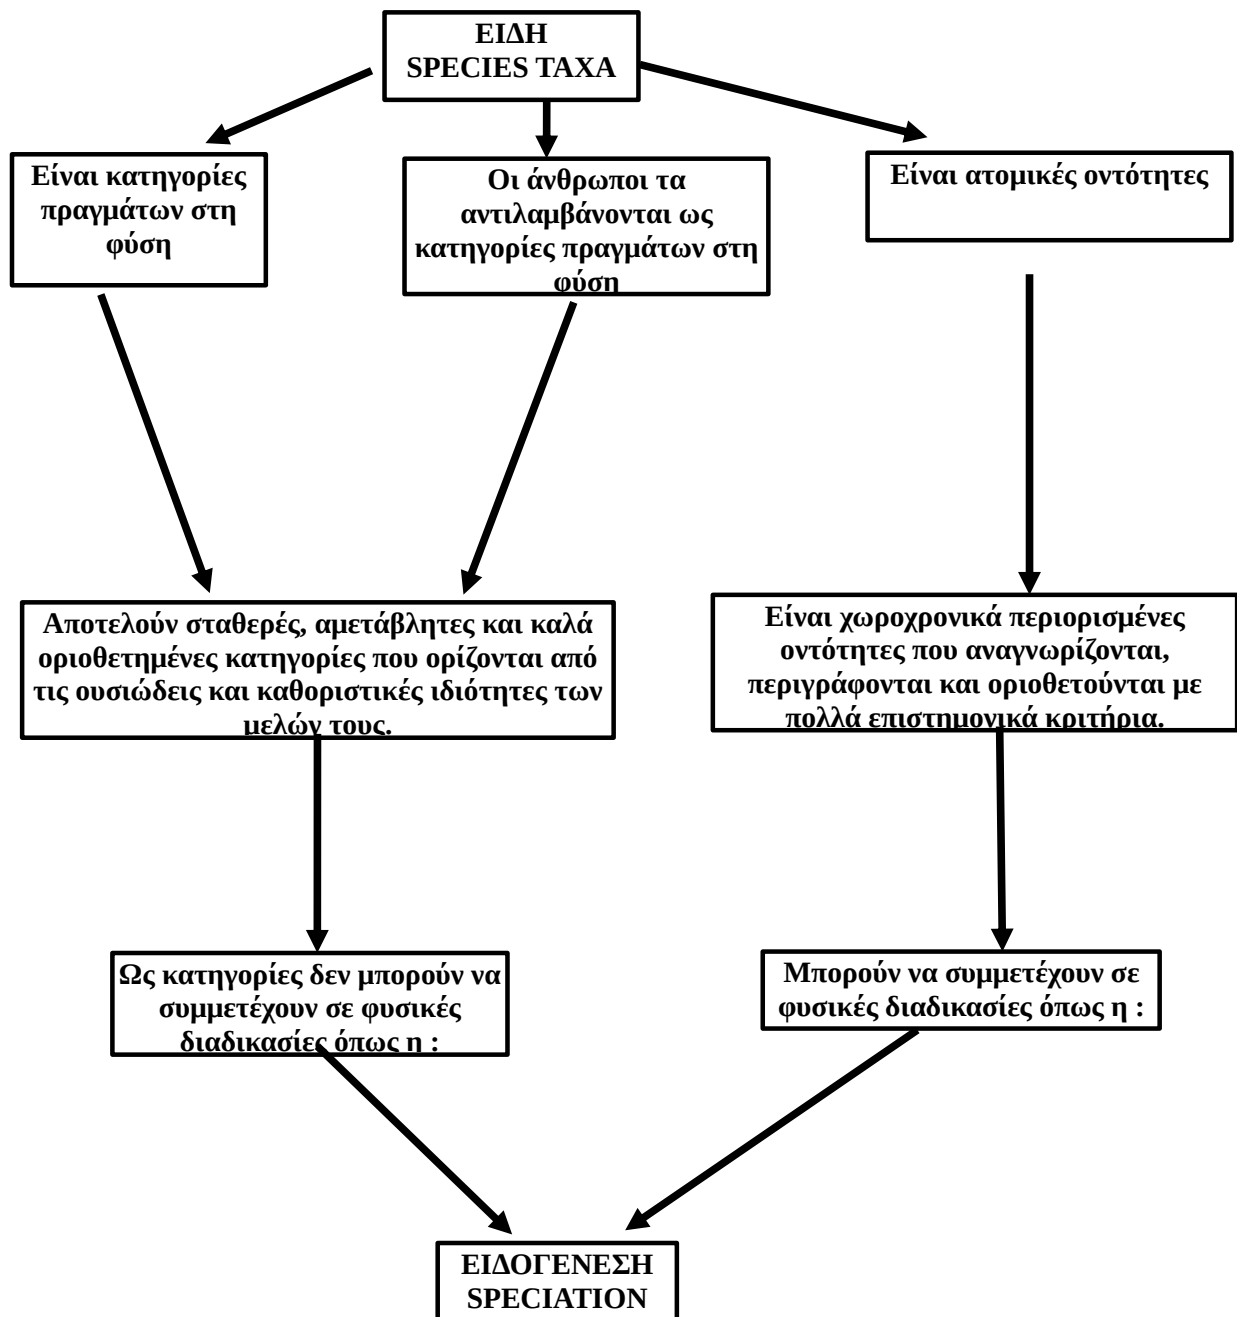 ΕΙΔΗ
SPECIES TAXA
Είναι κατηγορίες
πραγμάτων στη
φύση
Οι άνθρωποι τα
αντιλαμβάνονται ως
κατηγορίες πραγμάτων στη
φύση
Είναι ατομικές οντότητες
Αποτελούν σταθερές, αμετάβλητες και καλά
οριοθετημένες κατηγορίες που ορίζονται από
τις ουσιώδεις και καθοριστικές ιδιότητες των
μελών τους.
Είναι χωροχρονικά περιορισμένες
οντότητες που αναγνωρίζονται,
περιγράφονται και οριοθετούνται με
πολλά επιστημονικά κριτήρια.
Ως κατηγορίες δεν μπορούν να
συμμετέχουν σε φυσικές
διαδικασίες όπως η :
Μπορούν να συμμετέχουν σε
φυσικές διαδικασίες όπως η :
ΕΙΔΟΓΕΝΕΣΗ
SPECIATION